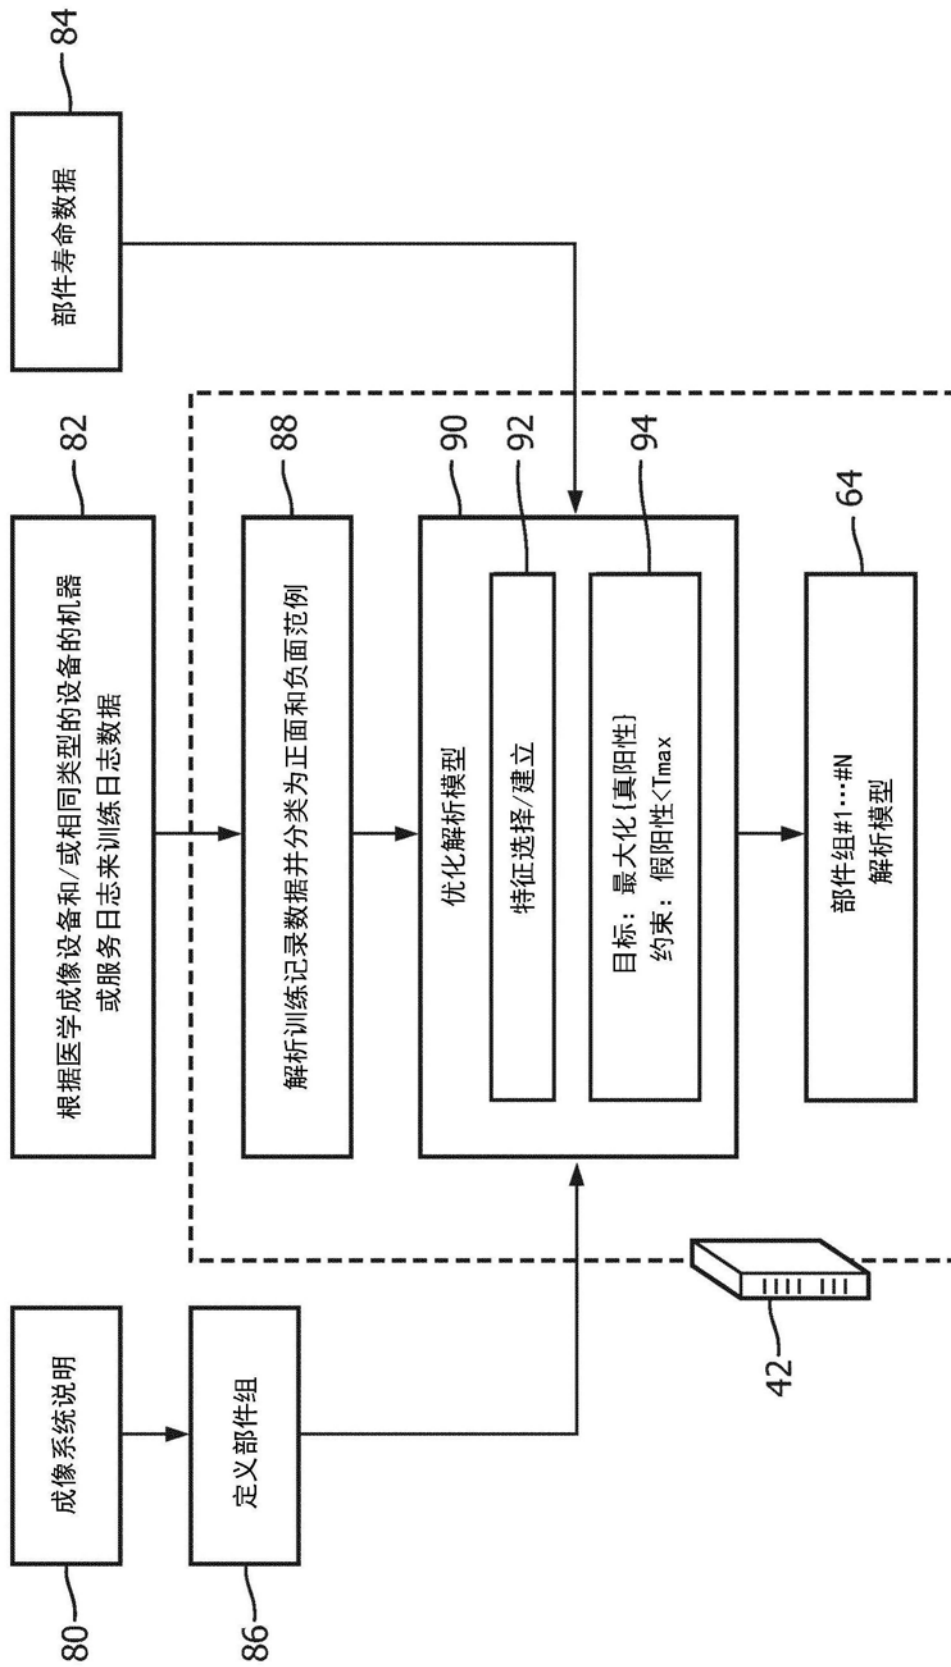 80
成像系统说明
82
根据医学成像设备和/或相同类型的设备的机器
或服务日志来训练日志数据
84
部件寿命数据
86
定义部件组
88
解析训练记录数据并分类为正面和负面范例
90
优化解析模型
92
特征选择/建立
94
目标：最大化{真阳性}
约束：假阳性<Tmax
42
64
部件组#1…#N
解析模型